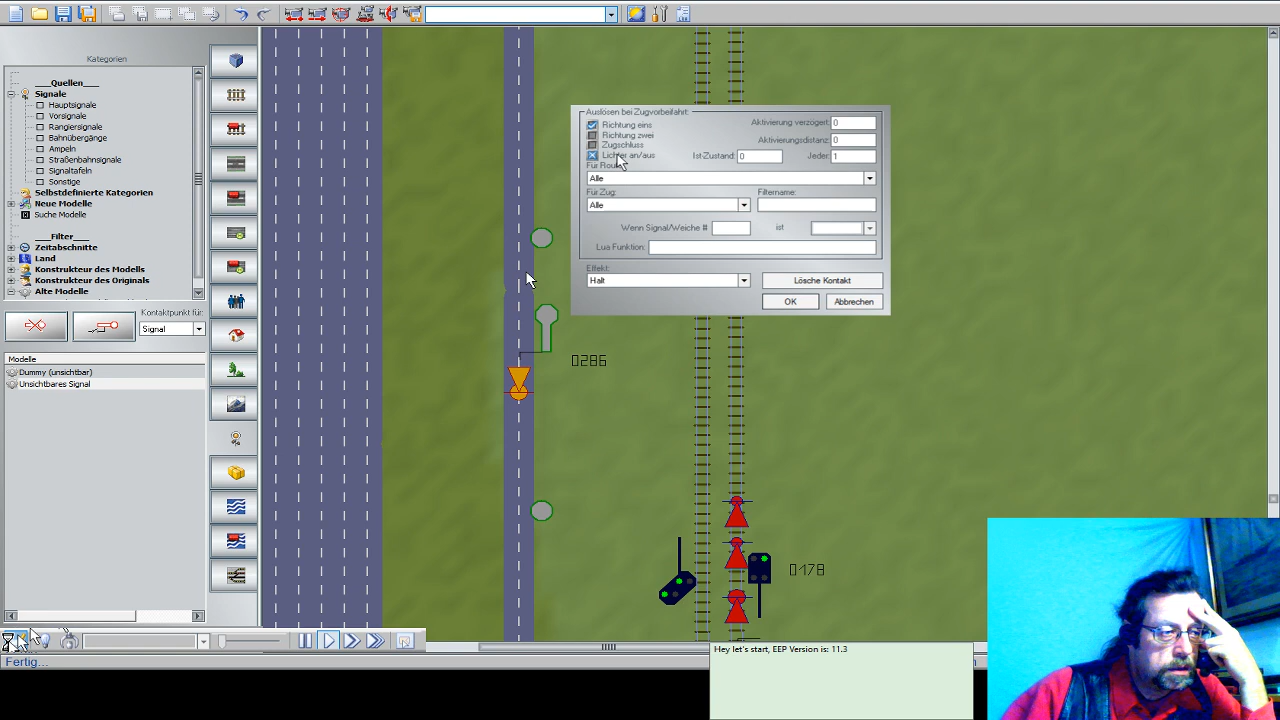 Kategorien
___Quellen___
Signale
Hauptsignale
Vorsignale
Rangiersignale
Bahnübergänge
Ampeln
Straßenbahnsignale
Signaltafeln
Sonstige
Selbstdefinierte Kategorien
Neue Modelle
Suche Modelle
___Filter___
Zeitabschnitte
Land
Konstrukteure des Modells
Konstrukteure des Originals
Alte Modelle
Kontaktpunkt für:
Signal
Modelle
Dummy (unsichtbar)
Unsichtbares Signal
Fertig...
Auslösen bei Zugvorbeifahrt:
Richtung eins
Aktivierung verzögert: 0
Richtung zwei
Aktivierungsdistanz: 0
Zugschluss
Lichter an/aus
Ist-Zustand: 0
Jeder: 1
Für Route:
Alle
Für Zug:
Filtername:
Alle
Wenn Signal/Weiche #
ist
Lua Funktion:
Effekt:
Halt
Lösche Kontakt
OK
Abbrechen
0286
0178
Hey let's start, EEP Version is: 11.3